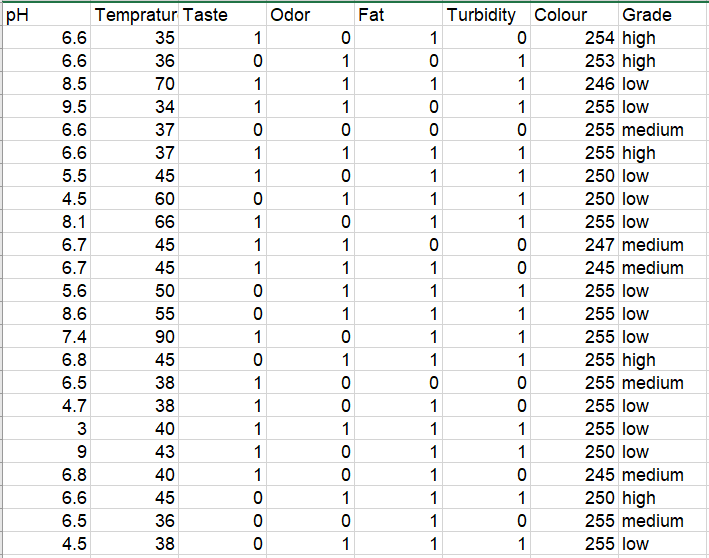 pH Tempratur Taste Odor Fat Turbidity Colour Grade
6.6 35 1 0 1 0 254 high
6.6 36 0 1 0 1 253 high
8.5 70 1 1 1 1 246 low
9.5 34 1 1 0 1 255 low
6.6 37 0 0 0 0 255 medium
6.6 37 1 1 1 1 255 high
5.5 45 1 0 1 1 250 low
4.5 60 0 1 1 1 250 low
8.1 66 1 0 1 1 255 low
6.7 45 1 1 0 0 247 medium
6.7 45 1 1 1 0 245 medium
5.6 50 0 1 1 1 255 low
8.6 55 0 1 1 1 255 low
7.4 90 1 0 1 1 255 low
6.8 45 0 1 1 1 255 high
6.5 38 1 0 0 0 255 medium
4.7 38 1 0 1 0 255 low
3 40 1 1 1 1 255 low
9 43 1 0 1 1 250 low
6.8 40 1 0 1 0 245 medium
6.6 45 0 1 1 1 250 high
6.5 36 0 0 1 0 255 medium
4.5 38 0 1 1 1 255 low